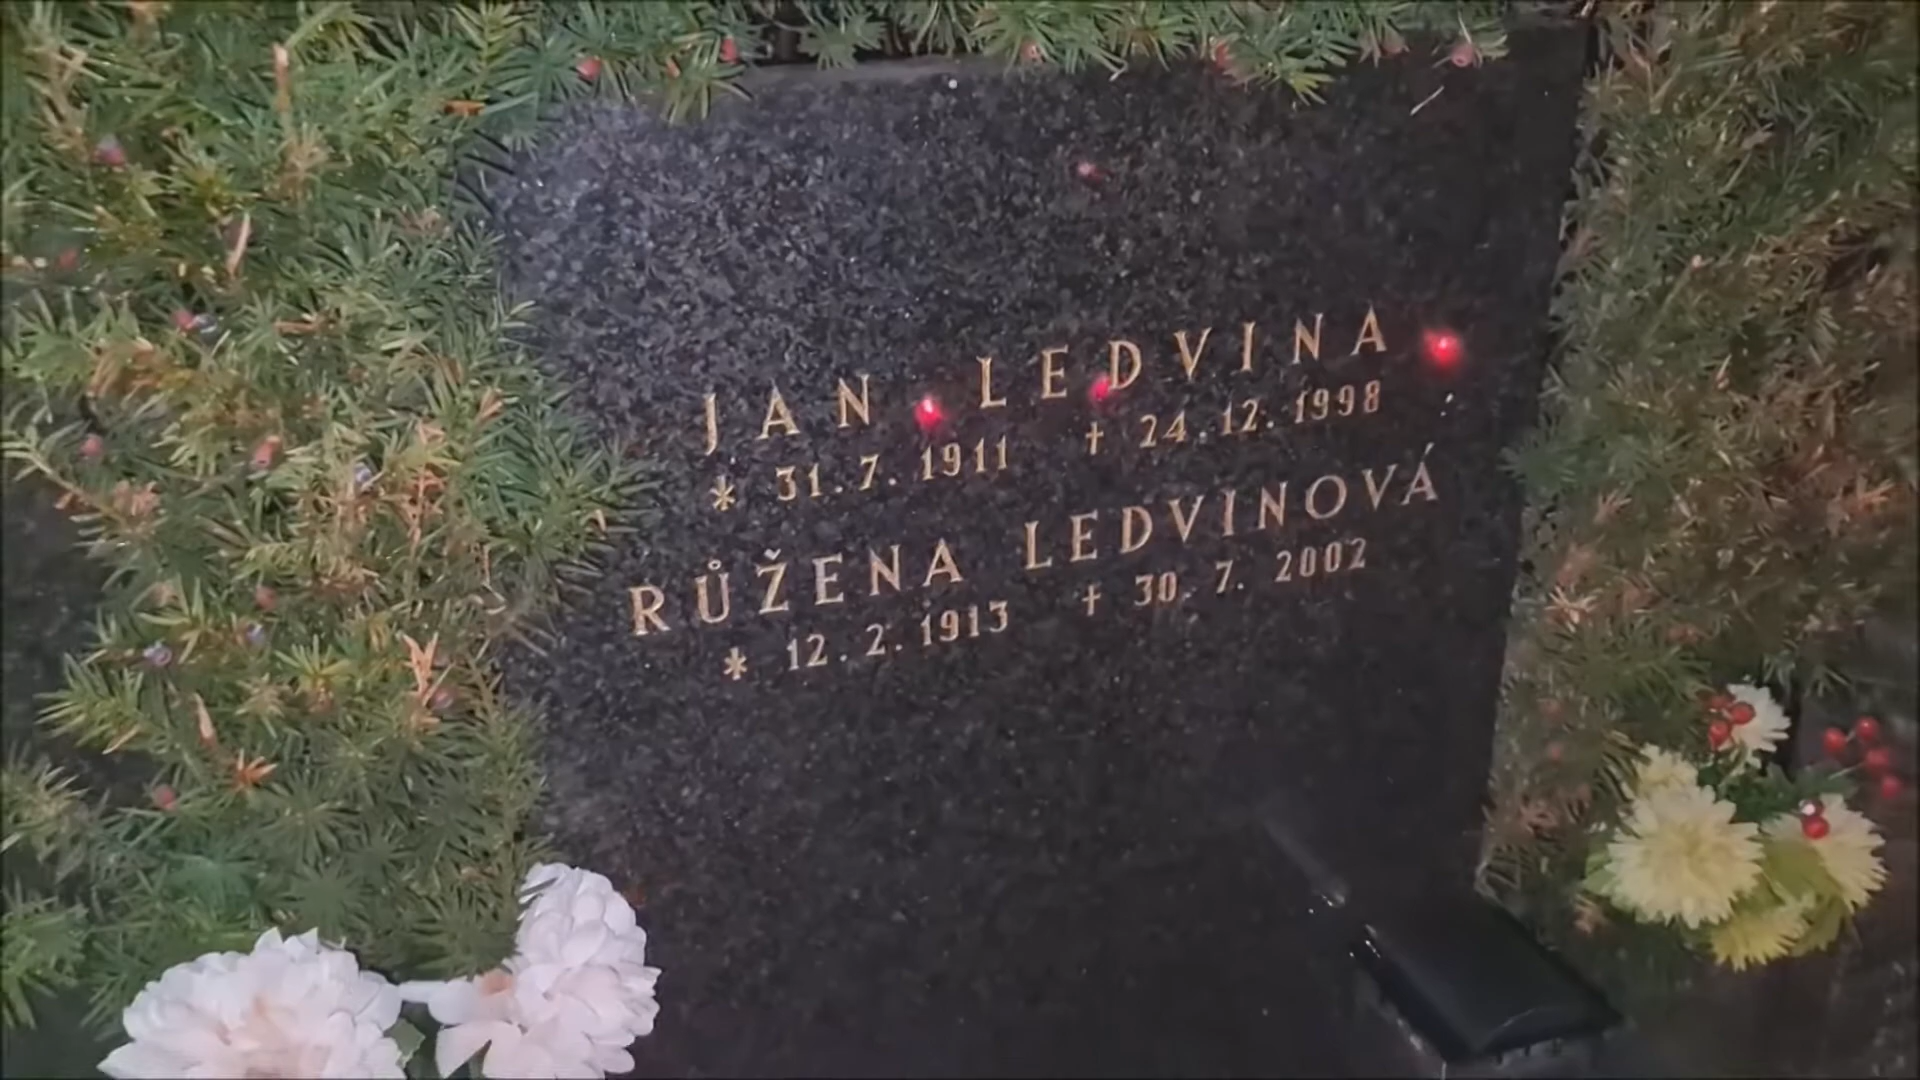 JAN LEDVINA
* 31.7.1911 † 24.12.1998
RŮŽENA LEDVINOVÁ
* 12.2.1913 † 30.7.2002